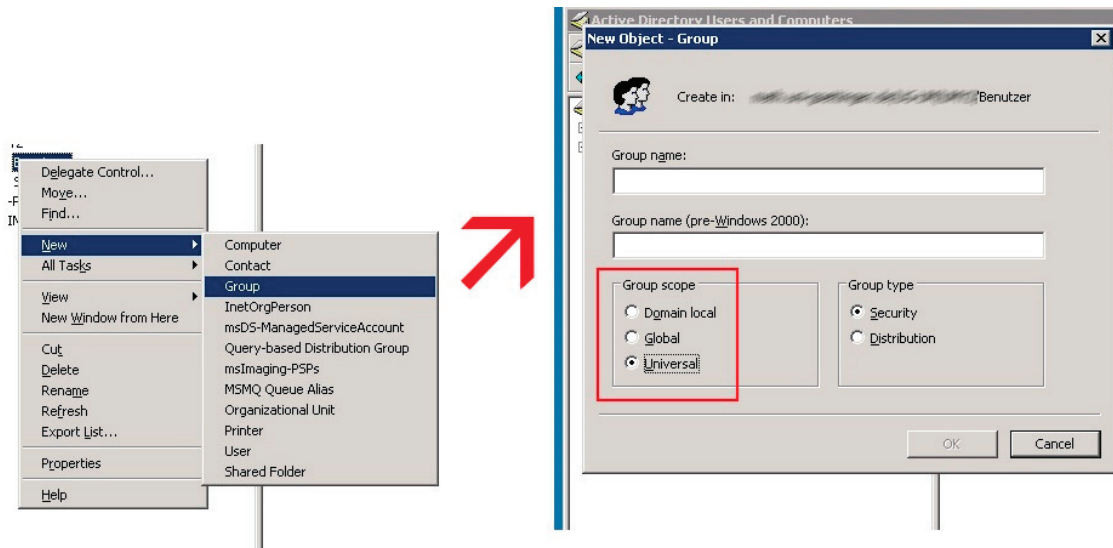 Delegate Control...
Move...
Find...
New
All Tasks
View
New Window from Here
Cut
Delete
Rename
Refresh
Export List...
Properties
Help
Computer
Contact
Group
InetOrgPerson
msDS-ManagedServiceAccount
Query-based Distribution Group
msImaging-PSPs
MSMQ Queue Alias
Organizational Unit
Printer
User
Shared Folder
Active Directory Users and Computers
New Object - Group
Create in: /Benutzer
Group name:
Group name (pre-Windows 2000):
Group scope
Domain local
Global
Universal
Group type
Security
Distribution
OK Cancel